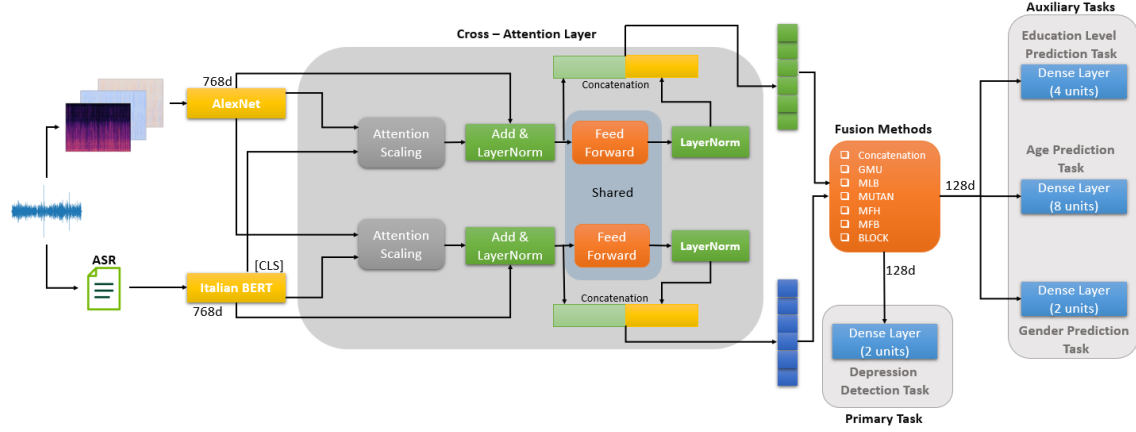 Auxiliary Tasks
Cross – Attention Layer
Education Level
Prediction Task
768d
Concatenation
Dense Layer
(4 units)
AlexNet
Attention
Scaling
Add &
LayerNorm
Feed
Forward
LayerNorm
Fusion Methods
Concatenation
GMU
MLB
MUTAN
MFH
MFB
BLOCK
Age Prediction
Task
Dense Layer
(8 units)
128d
Shared
Attention
Scaling
Add &
LayerNorm
Feed
Forward
LayerNorm
ASR
[CLS]
Italian BERT
768d
Concatenation
128d
Dense Layer
(2 units)
Gender Prediction
Task
Dense Layer
(2 units)
Depression
Detection Task
Primary Task